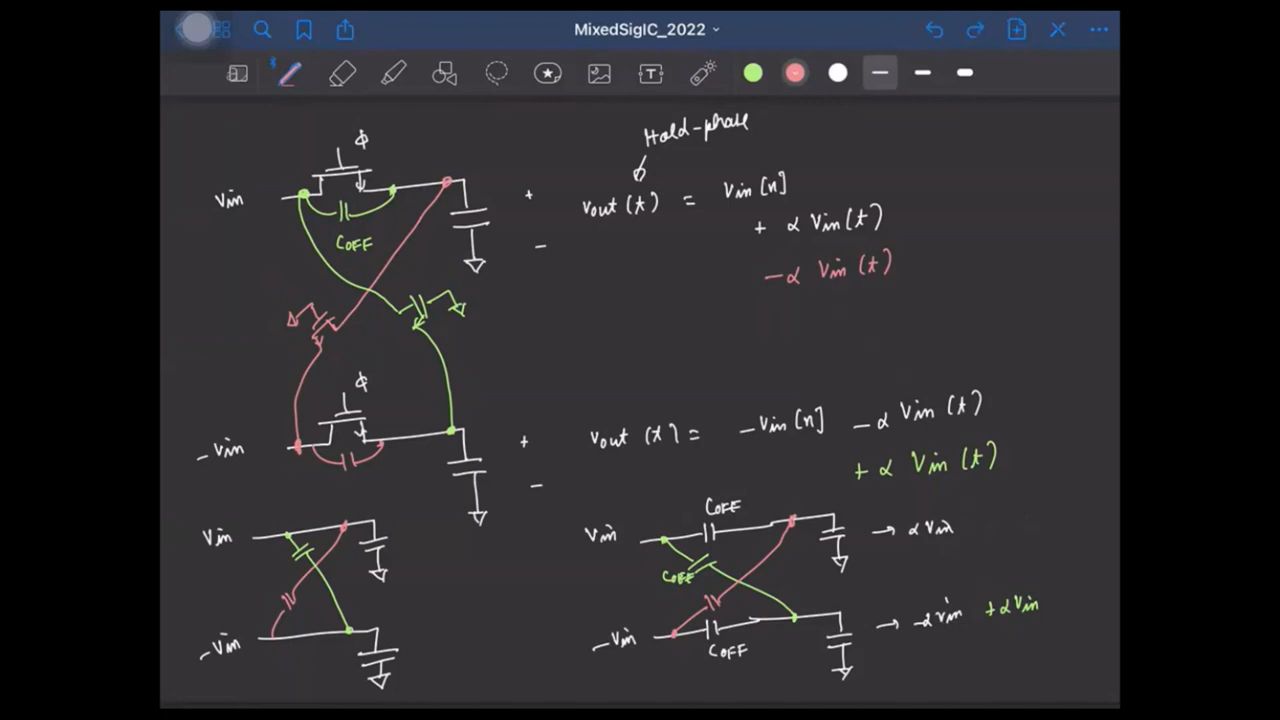 MixedSigIC_2022
T
Hold-phase
Φ
Vin
COFF
+
-
Vout (t) = Vin [n]
+ α Vin (t)
- α Vin (t)
Φ
-Vin
+
-
Vout (t) = -Vin [n] - α Vin (t)
+ α Vin (t)
Vin
-Vin
Vin
COFF
→ α Vin
COFF
-Vin
COFF
→ -α Vin + α Vin